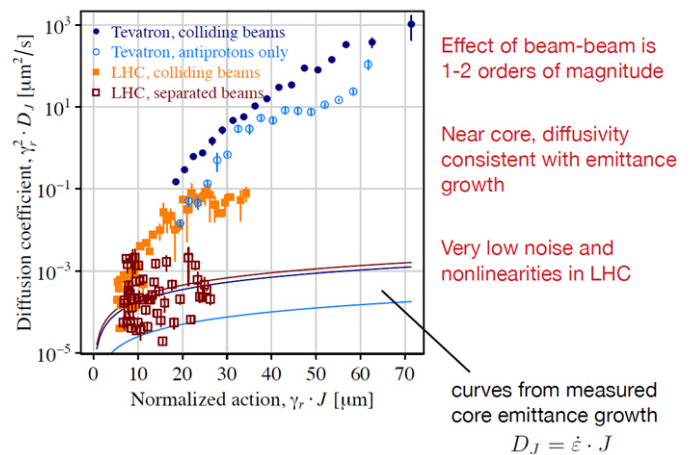 10³
10¹
10⁻¹
10⁻³
10⁻⁵
Diffusion coefficient, γᵣ² · D_J [μm²/s]
Tevatron, colliding beams
Tevatron, antiprotons only
LHC, colliding beams
LHC, separated beams
0 10 20 30 40 50 60 70
Normalized action, γᵣ · J [μm]
Effect of beam-beam is
1-2 orders of magnitude
Near core, diffusivity
consistent with emittance
growth
Very low noise and
nonlinearities in LHC
curves from measured
core emittance growth
D_J = ε̇ · J